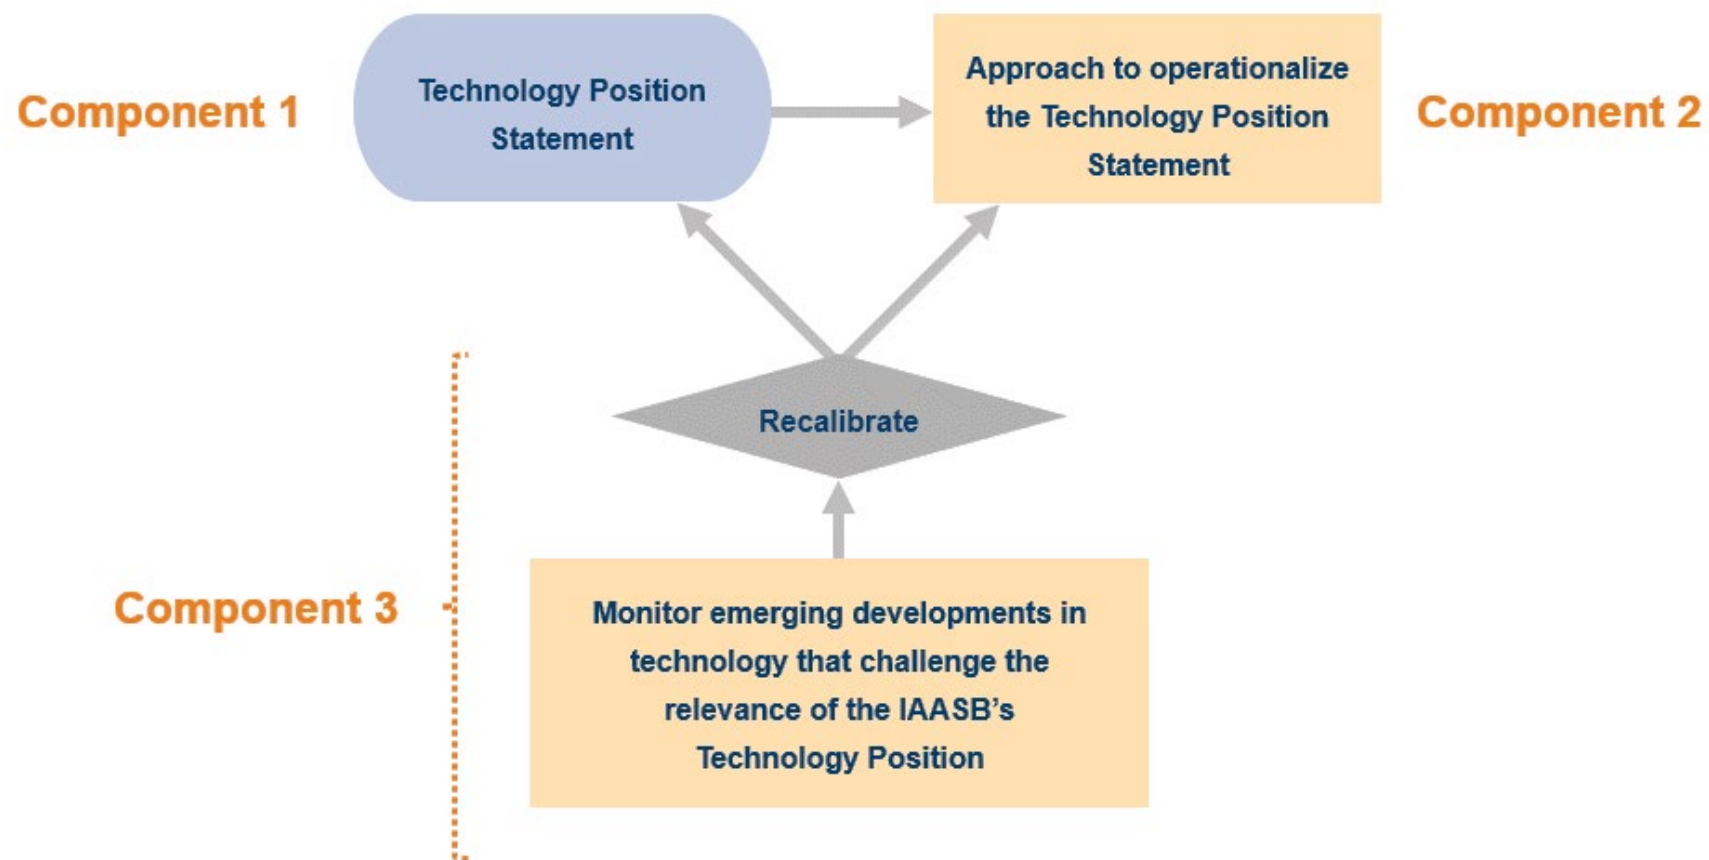 Component 1
Technology Position
Statement
Approach to operationalize
the Technology Position
Statement
Component 2
Recalibrate
Component 3
Monitor emerging developments in
technology that challenge the
relevance of the IAASB’s
Technology Position